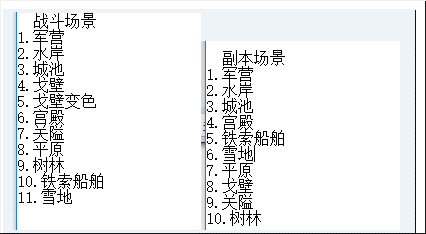 战斗场景
1.军营
2.水岸
3.城池
4.戈壁
5.戈壁变色
6.宫殿
7.关隘
8.平原
9.树林
10.铁索船舶
11.雪地
副本场景
1.军营
2.水岸
3.城池
4.宫殿
5.铁索船舶
6.雪地
7.平原
8.戈壁
9.关隘
10.树林